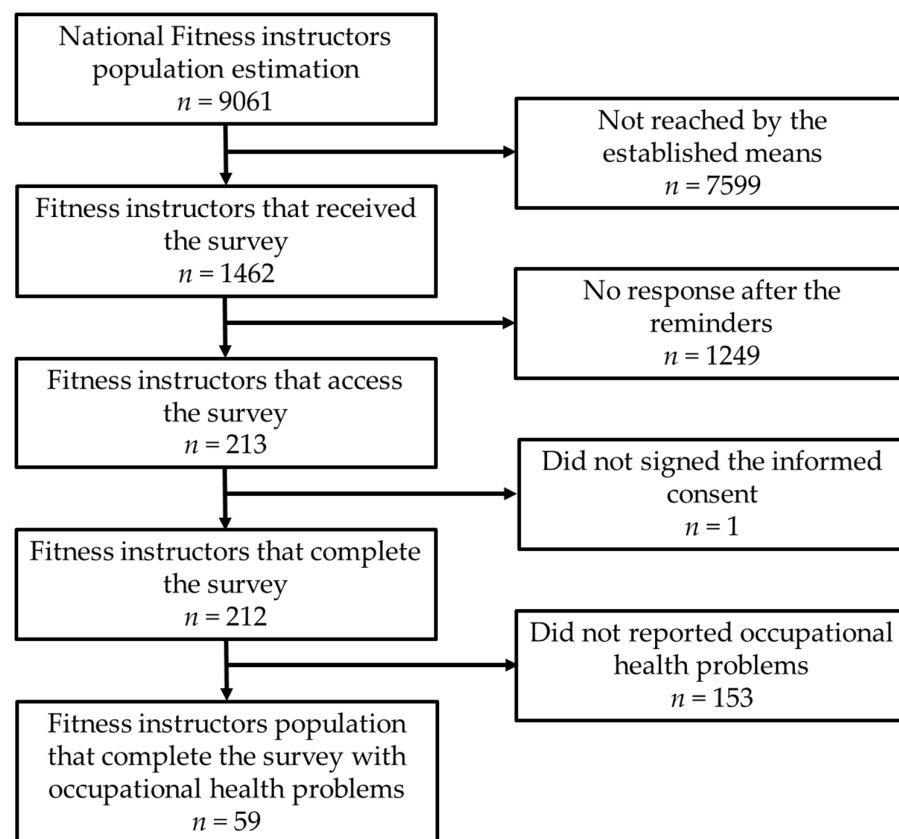 National Fitness instructors
population estimation
n = 9061
Not reached by the
established means
n = 7599
Fitness instructors that received
the survey
n = 1462
No response after the
reminders
n = 1249
Fitness instructors that access
the survey
n = 213
Did not signed the informed
consent
n = 1
Fitness instructors that complete
the survey
n = 212
Did not reported occupational
health problems
n = 153
Fitness instructors population
that complete the survey with
occupational health problems
n = 59